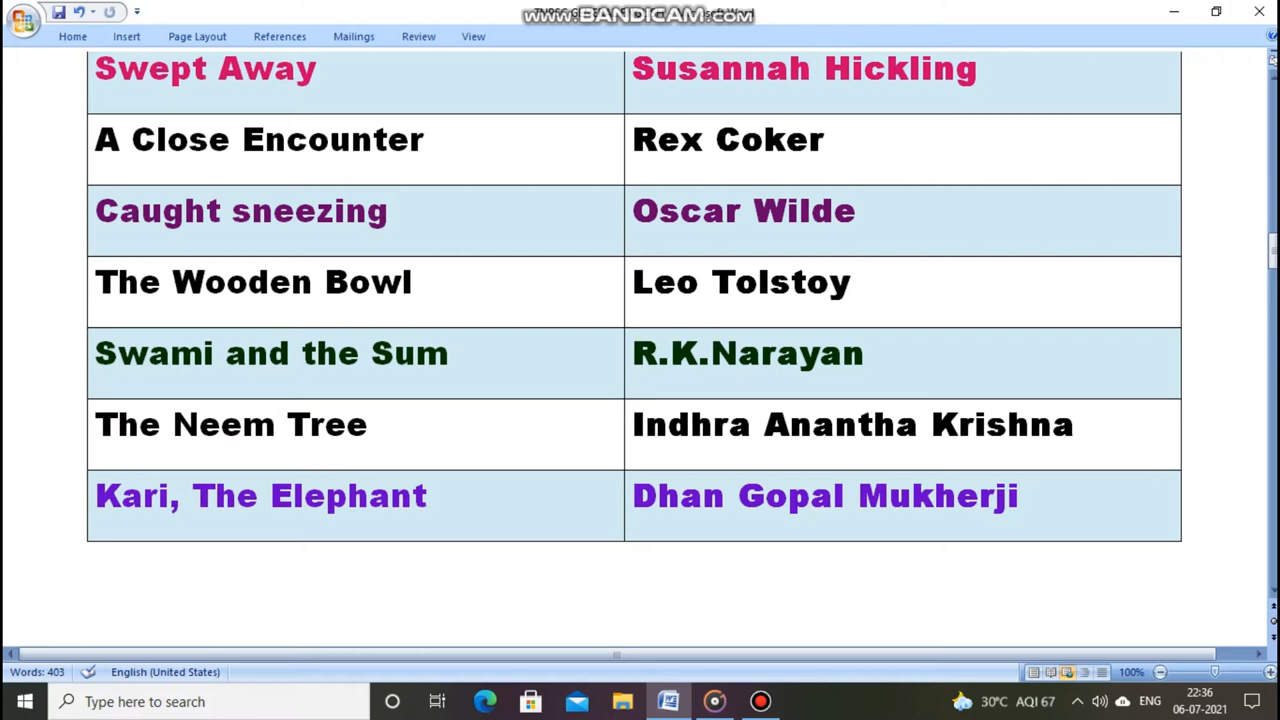 www.BANDICAM.com
Home Insert Page Layout References Mailings Review View
Swept Away Susannah Hickling
A Close Encounter Rex Coker
Caught sneezing Oscar Wilde
The Wooden Bowl Leo Tolstoy
Swami and the Sum R.K.Narayan
The Neem Tree Indhra Anantha Krishna
Kari, The Elephant Dhan Gopal Mukherji
Words: 403 English (United States) 100%
Type here to search 30°C AQI 67 ENG 22:36
06-07-2021